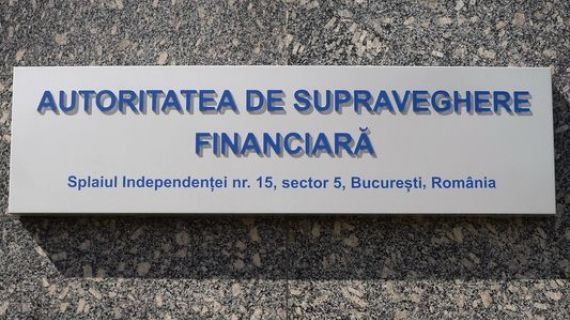 AUTORITATEA DE SUPRAVEGHERE
FINANCIARĂ
Splaiul Independenței nr. 15, sector 5, București, România